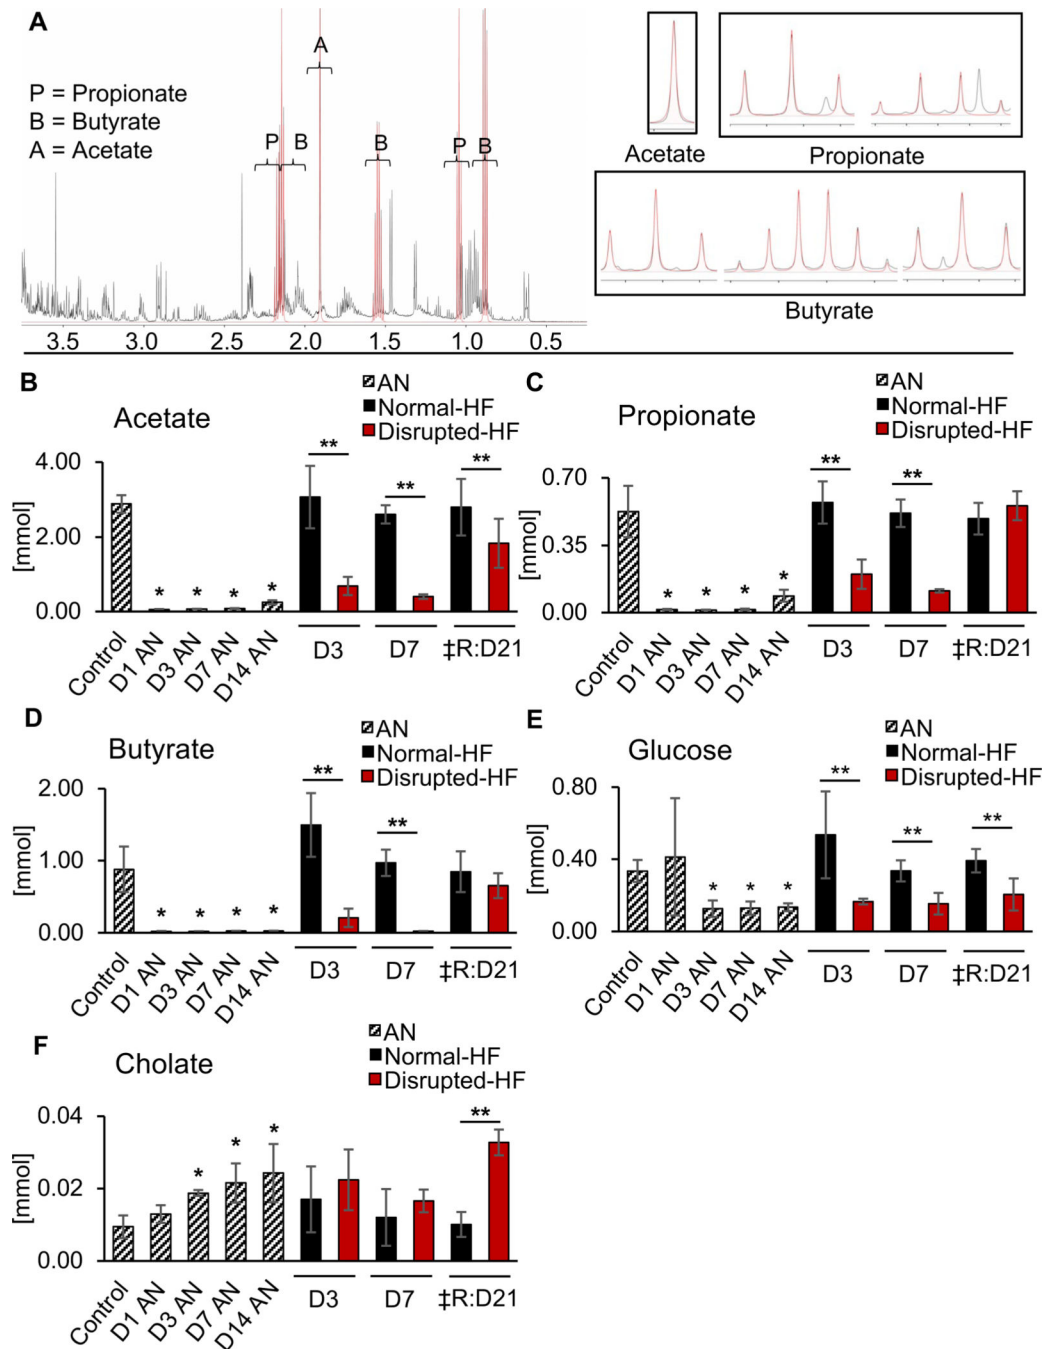 A
P = Propionate
B = Butyrate
A = Acetate
A
P B
B
P B
3.5 3.0 2.5 2.0 1.5 1.0 0.5
Acetate
Propionate
Butyrate
B
Acetate
AN
Normal-HF
Disrupted-HF
[mmol]
4.00
2.00
0.00
* * * *
** ** **
Control
D1 AN
D3 AN
D7 AN
D14 AN
D3
D7
‡R:D21
C
Propionate
AN
Normal-HF
Disrupted-HF
[mmol]
0.70
0.35
0.00
* * * *
** **
Control
D1 AN
D3 AN
D7 AN
D14 AN
D3
D7
‡R:D21
D
Butyrate
AN
Normal-HF
Disrupted-HF
[mmol]
2.00
1.00
0.00
* * * *
** **
Control
D1 AN
D3 AN
D7 AN
D14 AN
D3
D7
‡R:D21
E
Glucose
AN
Normal-HF
Disrupted-HF
[mmol]
0.80
0.40
0.00
* * *
** ** **
Control
D1 AN
D3 AN
D7 AN
D14 AN
D3
D7
‡R:D21
F
Cholate
AN
Normal-HF
Disrupted-HF
[mmol]
0.04
0.02
0.00
* * *
**
Control
D1 AN
D3 AN
D7 AN
D14 AN
D3
D7
‡R:D21